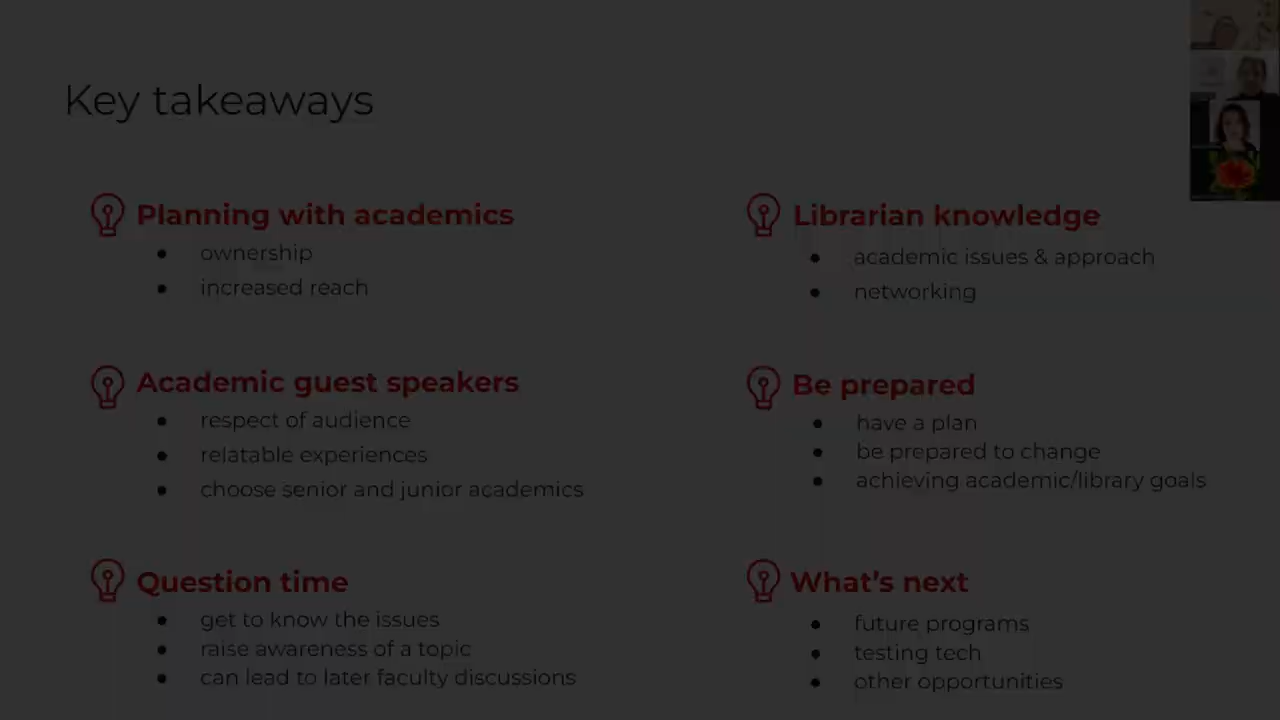 Key takeaways
Planning with academics
ownership
increased reach
Academic guest speakers
respect of audience
relatable experiences
choose senior and junior academics
Question time
get to know the issues
raise awareness of a topic
can lead to later faculty discussions
Librarian knowledge
academic issues & approach
networking
Be prepared
have a plan
be prepared to change
achieving academic/library goals
What's next
future programs
testing tech
other opportunities